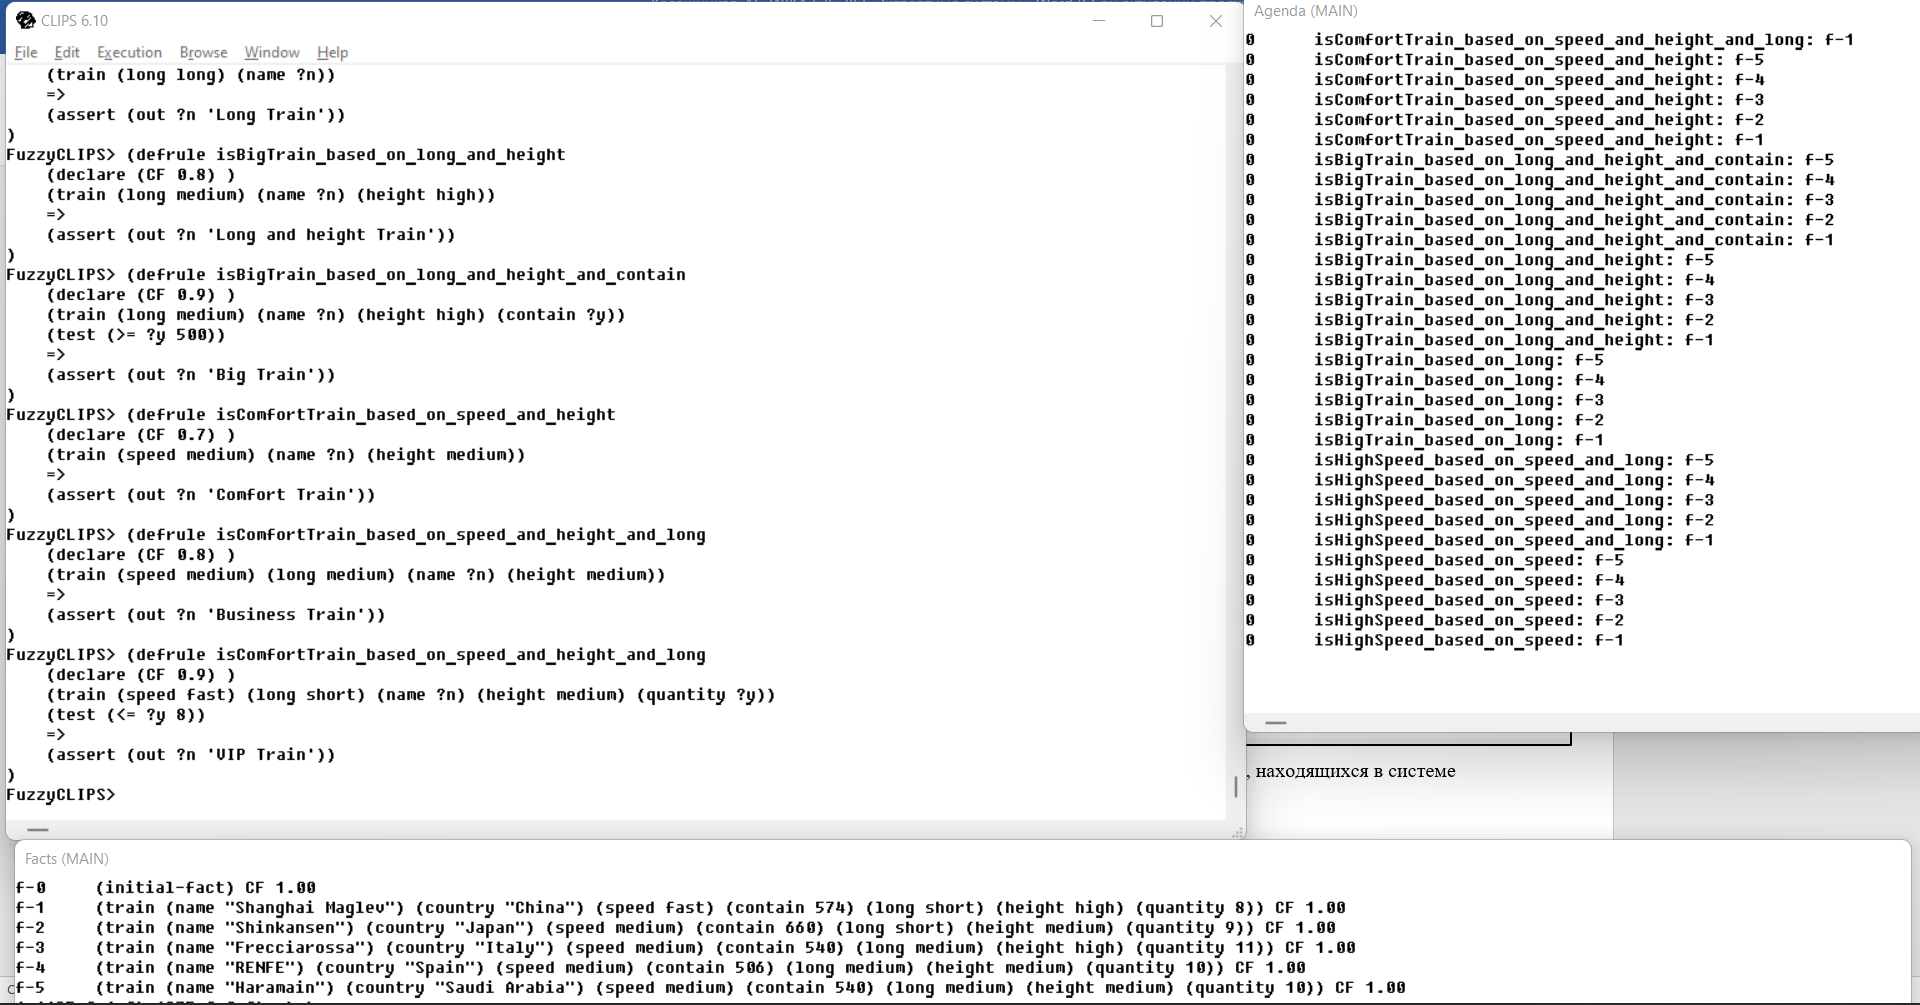 CLIPS 6.10
File Edit Execution Browse Window Help
(train (long long) (name ?n))
=>
(assert (out ?n 'Long Train'))
)
FuzzyCLIPS> (defrule isBigTrain_based_on_long_and_height
(declare (CF 0.8) )
(train (long medium) (name ?n) (height high))
=>
(assert (out ?n 'Long and height Train'))
)
FuzzyCLIPS> (defrule isBigTrain_based_on_long_and_height_and_contain
(declare (CF 0.9) )
(train (long medium) (name ?n) (height high) (contain ?y))
(test (>= ?y 500))
=>
(assert (out ?n 'Big Train'))
)
FuzzyCLIPS> (defrule isComfortTrain_based_on_speed_and_height
(declare (CF 0.7) )
(train (speed medium) (name ?n) (height medium))
=>
(assert (out ?n 'Comfort Train'))
)
FuzzyCLIPS> (defrule isComfortTrain_based_on_speed_and_height_and_long
(declare (CF 0.8) )
(train (speed medium) (long medium) (name ?n) (height medium))
=>
(assert (out ?n 'Business Train'))
)
FuzzyCLIPS> (defrule isComfortTrain_based_on_speed_and_height_and_long
(declare (CF 0.9) )
(train (speed fast) (long short) (name ?n) (height medium) (quantity ?y))
(test (<= ?y 8))
=>
(assert (out ?n 'VIP Train'))
)
FuzzyCLIPS>
Agenda (MAIN)
0 isComfortTrain_based_on_speed_and_height_and_long: f-1
0 isComfortTrain_based_on_speed_and_height: f-5
0 isComfortTrain_based_on_speed_and_height: f-4
0 isComfortTrain_based_on_speed_and_height: f-3
0 isComfortTrain_based_on_speed_and_height: f-2
0 isComfortTrain_based_on_speed_and_height: f-1
0 isBigTrain_based_on_long_and_height_and_contain: f-5
0 isBigTrain_based_on_long_and_height_and_contain: f-4
0 isBigTrain_based_on_long_and_height_and_contain: f-3
0 isBigTrain_based_on_long_and_height_and_contain: f-2
0 isBigTrain_based_on_long_and_height_and_contain: f-1
0 isBigTrain_based_on_long_and_height: f-5
0 isBigTrain_based_on_long_and_height: f-4
0 isBigTrain_based_on_long_and_height: f-3
0 isBigTrain_based_on_long_and_height: f-2
0 isBigTrain_based_on_long_and_height: f-1
0 isBigTrain_based_on_long: f-5
0 isBigTrain_based_on_long: f-4
0 isBigTrain_based_on_long: f-3
0 isBigTrain_based_on_long: f-2
0 isBigTrain_based_on_long: f-1
0 isHighSpeed_based_on_speed_and_long: f-5
0 isHighSpeed_based_on_speed_and_long: f-4
0 isHighSpeed_based_on_speed_and_long: f-3
0 isHighSpeed_based_on_speed_and_long: f-2
0 isHighSpeed_based_on_speed_and_long: f-1
0 isHighSpeed_based_on_speed: f-5
0 isHighSpeed_based_on_speed: f-4
0 isHighSpeed_based_on_speed: f-3
0 isHighSpeed_based_on_speed: f-2
0 isHighSpeed_based_on_speed: f-1
, находящихся в системе
Facts (MAIN)
f-0 (initial-fact) CF 1.00
f-1 (train (name "Shanghai Maglev") (country "China") (speed fast) (contain 574) (long short) (height high) (quantity 8)) CF 1.00
f-2 (train (name "Shinkansen") (country "Japan") (speed medium) (contain 660) (long short) (height medium) (quantity 9)) CF 1.00
f-3 (train (name "Frecciarossa") (country "Italy") (speed medium) (contain 540) (long medium) (height high) (quantity 11)) CF 1.00
f-4 (train (name "RENFE") (country "Spain") (speed medium) (contain 506) (long medium) (height medium) (quantity 10)) CF 1.00
f-5 (train (name "Haramain") (country "Saudi Arabia") (speed medium) (contain 540) (long medium) (height medium) (quantity 10)) CF 1.00